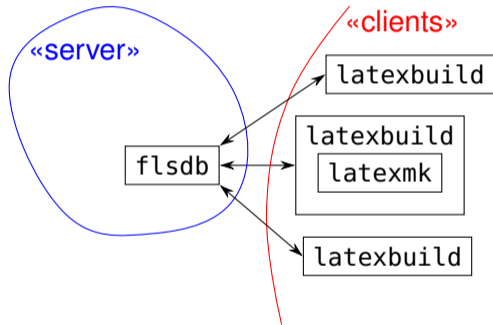 «clients»
«server»
latexbuild
latexbuild
flsdb
latexmk
latexbuild